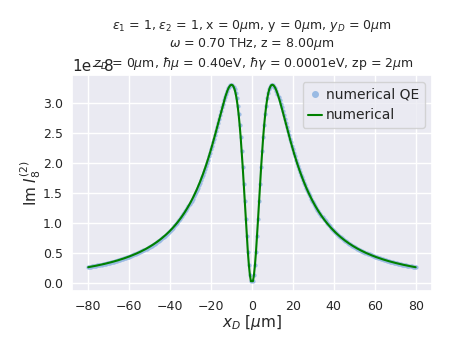 ε₁ = 1, ε₂ = 1, x = 0μm, y = 0μm, y_D = 0μm
ω = 0.70 THz, z = 8.00μm
z_D = 0μm, ℏμ = 0.40eV, ℏγ = 0.0001eV, zp = 2μm
1e−8
numerical QE
numerical
3.0
2.5
2.0
1.5
1.0
0.5
0.0
Im I₈⁽²⁾
−80 −60 −40 −20 0 20 40 60 80
x_D [μm]